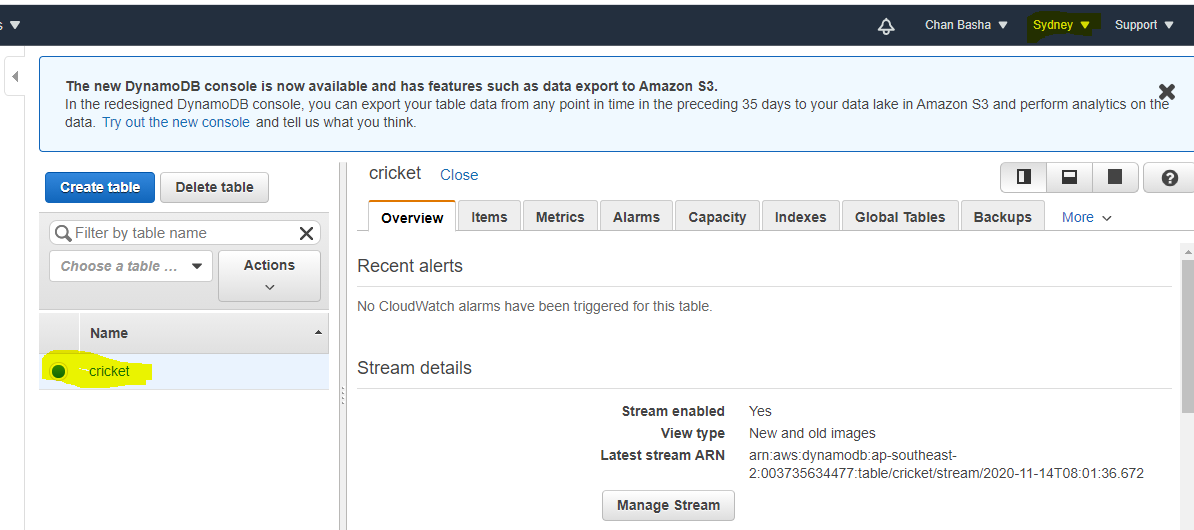 s
Chan Basha Sydney Support
The new DynamoDB console is now available and has features such as data export to Amazon S3.
In the redesigned DynamoDB console, you can export your table data from any point in time in the preceding 35 days to your data lake in Amazon S3 and perform analytics on the
data. Try out the new console and tell us what you think.
Create table Delete table
Filter by table name
Choose a table ...
Actions
Name
cricket
cricket Close
Overview Items Metrics Alarms Capacity Indexes Global Tables Backups More
Recent alerts
No CloudWatch alarms have been triggered for this table.
Stream details
Stream enabled Yes
View type New and old images
Latest stream ARN arn:aws:dynamodb:ap-southeast-
2:003735634477:table/cricket/stream/2020-11-14T08:01:36.672
Manage Stream